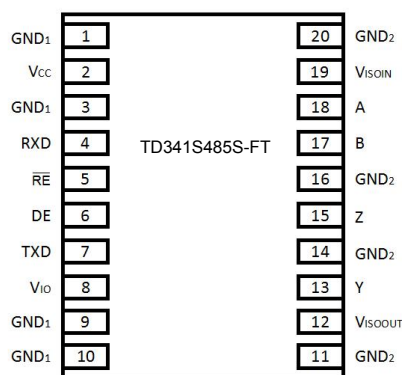 GND1 1 20 GND2
VCC 2 19 VISOIN
GND1 3 18 A
RXD 4 TD341S485S-FT 17 B
RE 5 16 GND2
DE 6 15 Z
TXD 7 14 GND2
VIO 8 13 Y
GND1 9 12 VISOOUT
GND1 10 11 GND2